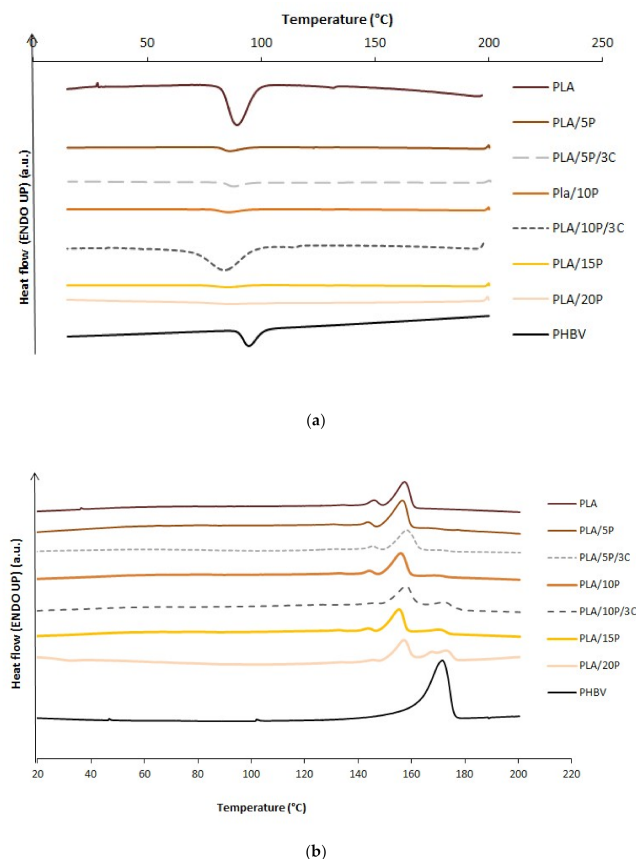 Temperature (°C)
0 50 100 150 200 250
Heat flow (ENDO UP) (a.u.)
PLA
PLA/5P
PLA/5P/3C
Pla/10P
PLA/10P/3C
PLA/15P
PLA/20P
PHBV
(a)
Heat flow (ENDO UP) (a.u.)
PLA
PLA/5P
PLA/5P/3C
PLA/10P
PLA/10P/3C
PLA/15P
PLA/20P
PHBV
20 40 60 80 100 120 140 160 180 200 220
Temperature (°C)
(b)